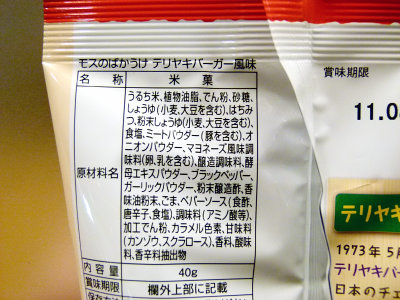 モスのばかうけ テリヤキバーガー風味
名 称 米 菓
原材料名
うるち米、植物油脂、でん粉、砂糖、
しょうゆ(小麦、大豆を含む)、はちみ
つ、粉末しょうゆ(小麦、大豆を含む)、
食塩、ミートパウダー(豚を含む)、オ
ニオンパウダー、マヨネーズ風味調
味料(卵、乳を含む)、醸造調味料、酵
母エキスパウダー、ブラックペッパー、
ガーリックパウダー、粉末醸造酢、香
味油粉末、ごま、ペパーソース(食酢、
唐辛子、食塩)、調味料(アミノ酸等)、
加工でん粉、カラメル色素、甘味料
(カンゾウ、スクラロース)、香料、酸味
料、香辛料抽出物
内 容 量 40g
賞味期限 欄外上部に記載
保存方法
賞味期限
11.0
テリヤキ
1973年5
テリヤキバ
日本のチェ